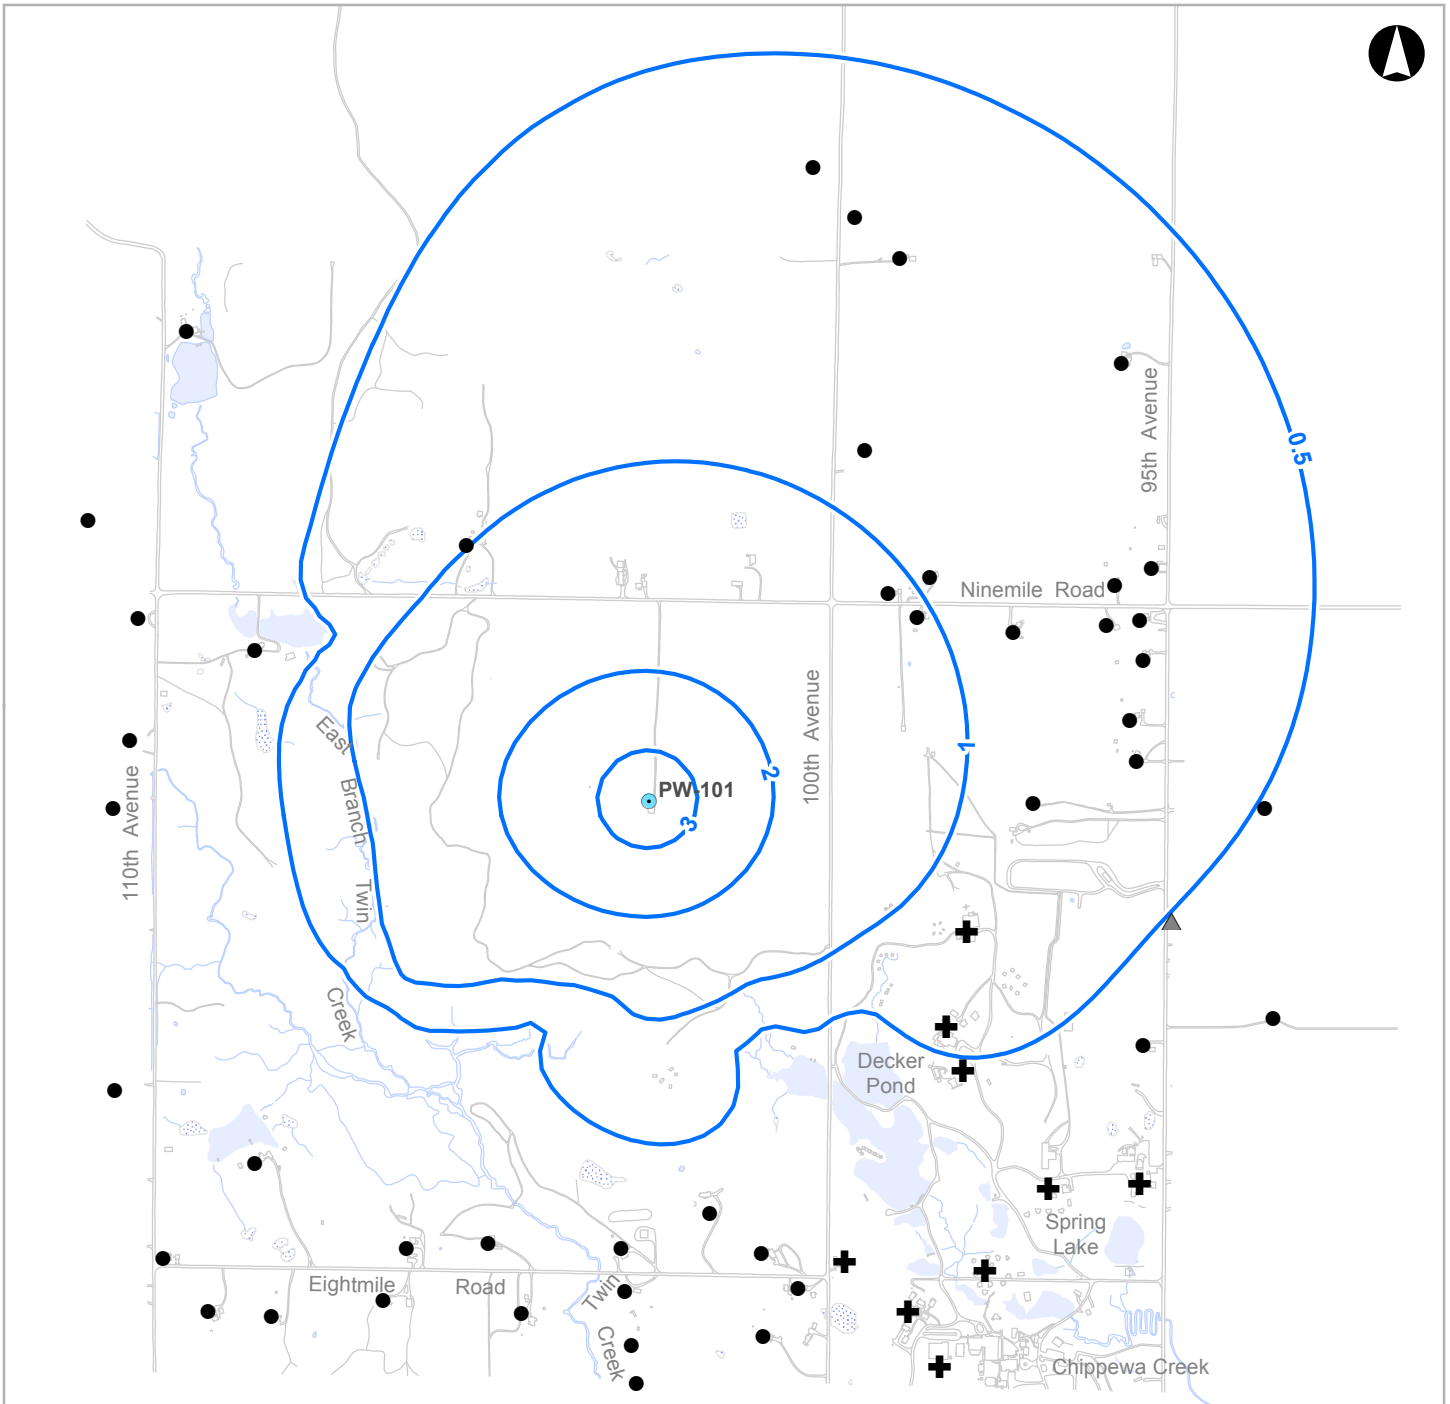 0.5
95th Avenue
Ninemile Road
100th Avenue
1
East
Branch
Twin
Creek
2
PW-101
3
110th Avenue
Decker
Pond
Spring
Lake
Eightmile Road
Twin
Creek
Chippewa Creek